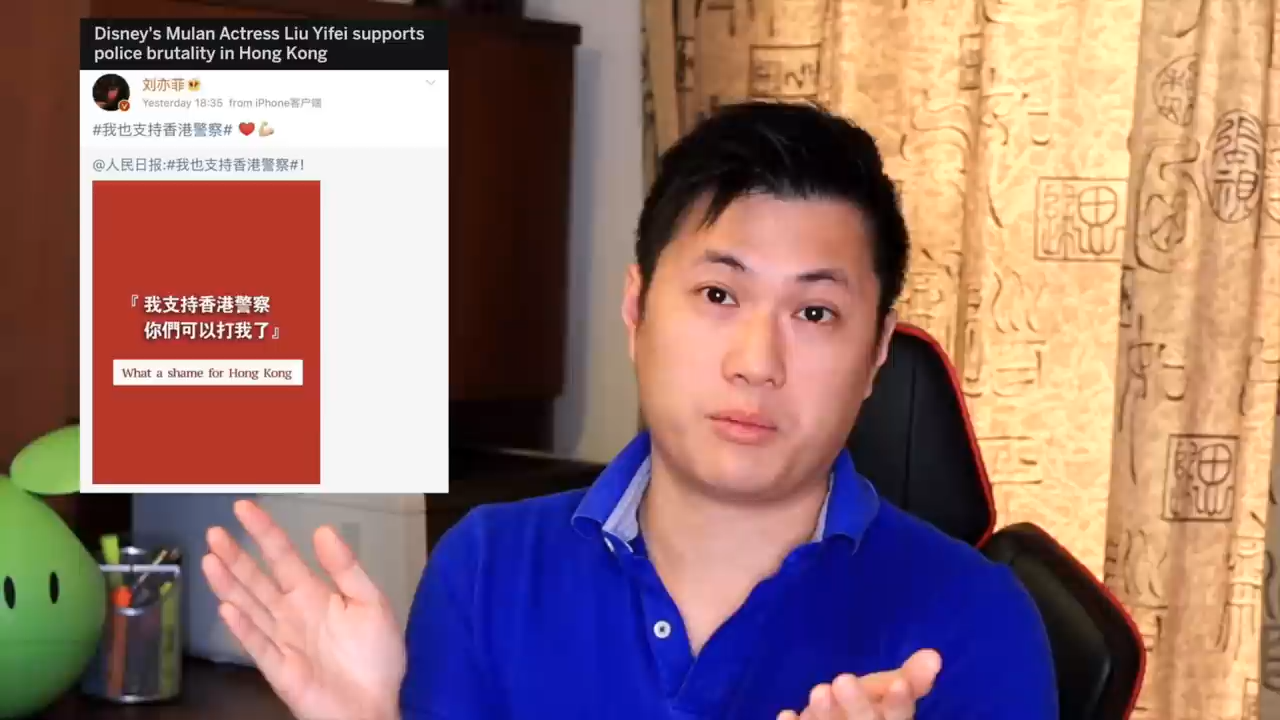 Disney's Mulan Actress Liu Yifei supports
police brutality in Hong Kong
刘亦菲
Yesterday 18:35 from iPhone客户端
#我也支持香港警察# ❤️💪🏻
@人民日报:#我也支持香港警察#!
『我支持香港警察
你們可以打我了』
What a shame for Hong Kong